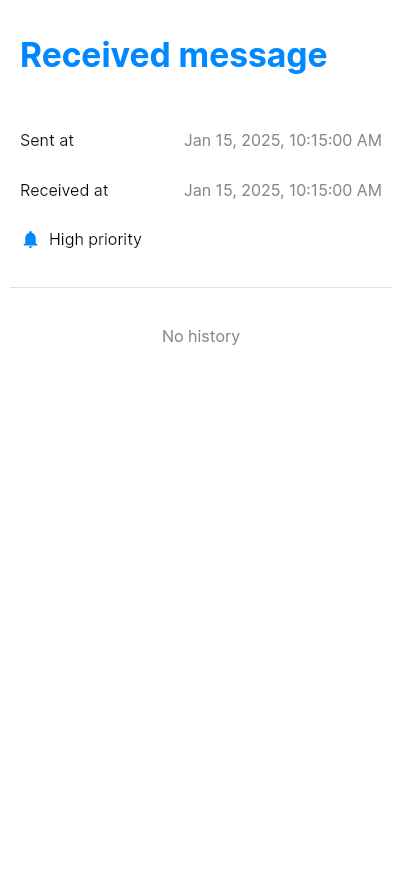 Received message
Sent at Jan 15, 2025, 10:15:00 AM
Received at Jan 15, 2025, 10:15:00 AM
High priority
No history